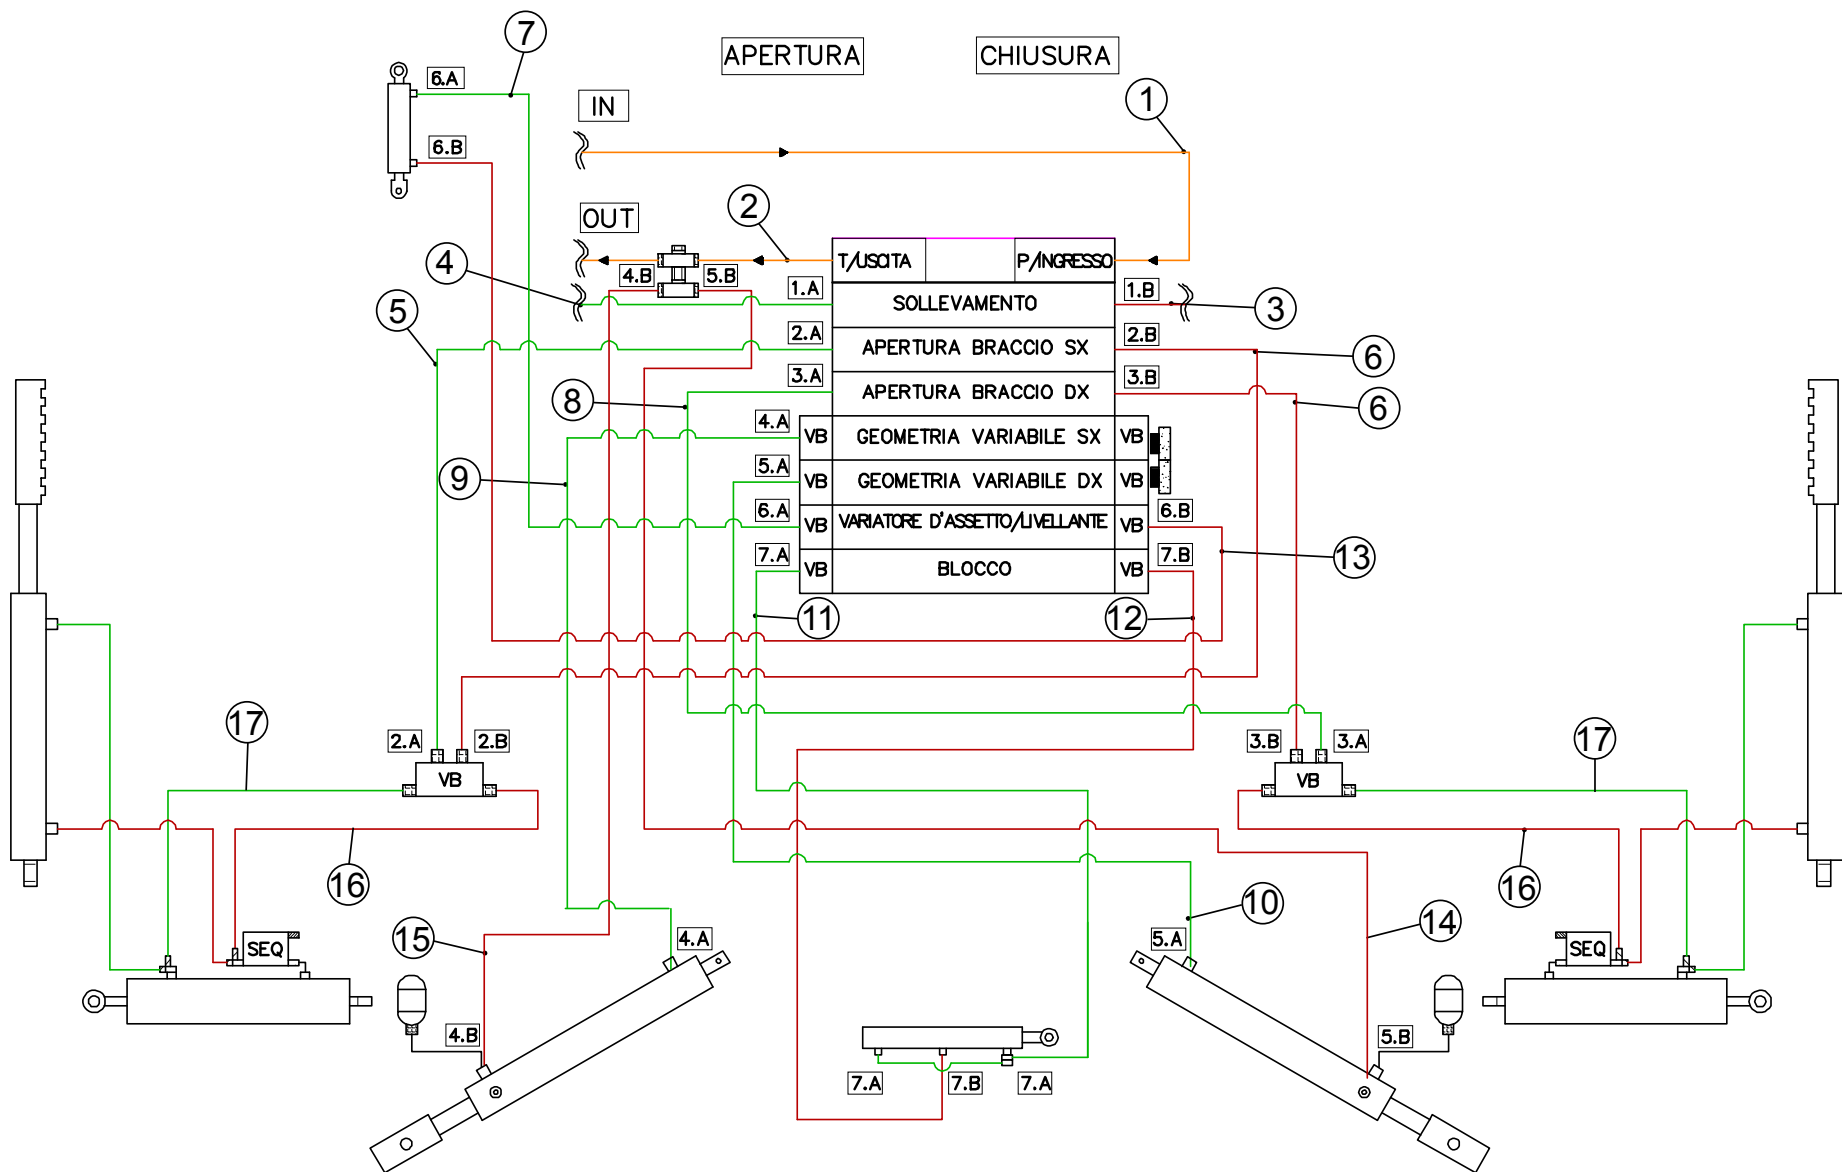 7
APERTURA
CHIUSURA
6.A
IN
1
6.B
OUT
2
4
4.B
5.B
T/USCITA
P/INGRESSO
1.A
SOLLEVAMENTO
1.B
3
5
2.A
APERTURA BRACCIO SX
2.B
6
3.A
APERTURA BRACCIO DX
3.B
8
6
4.A
VB
GEOMETRIA VARIABILE SX
VB
9
5.A
VB
GEOMETRIA VARIABILE DX
VB
6.A
VB
VARIATORE D'ASSETTO/LIVELLANTE
VB
6.B
7.A
VB
BLOCCO
VB
7.B
13
11
12
17
2.A
2.B
VB
3.B
3.A
VB
17
16
16
15
4.A
10
5.A
14
SEQ
SEQ
4.B
5.B
7.A
7.B
7.A